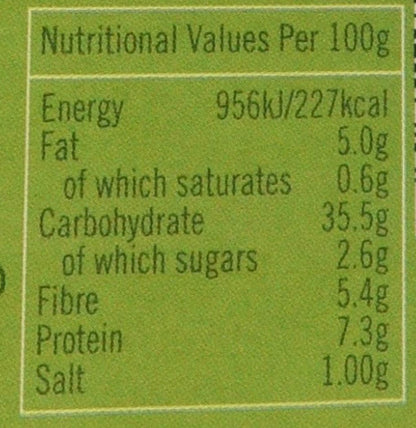 Nutritional Values Per 100g
Energy 956kJ/227kcal
Fat 5.0g
of which saturates 0.6g
Carbohydrate 35.5g
of which sugars 2.6g
Fibre 5.4g
Protein 7.3g
Salt 1.00g